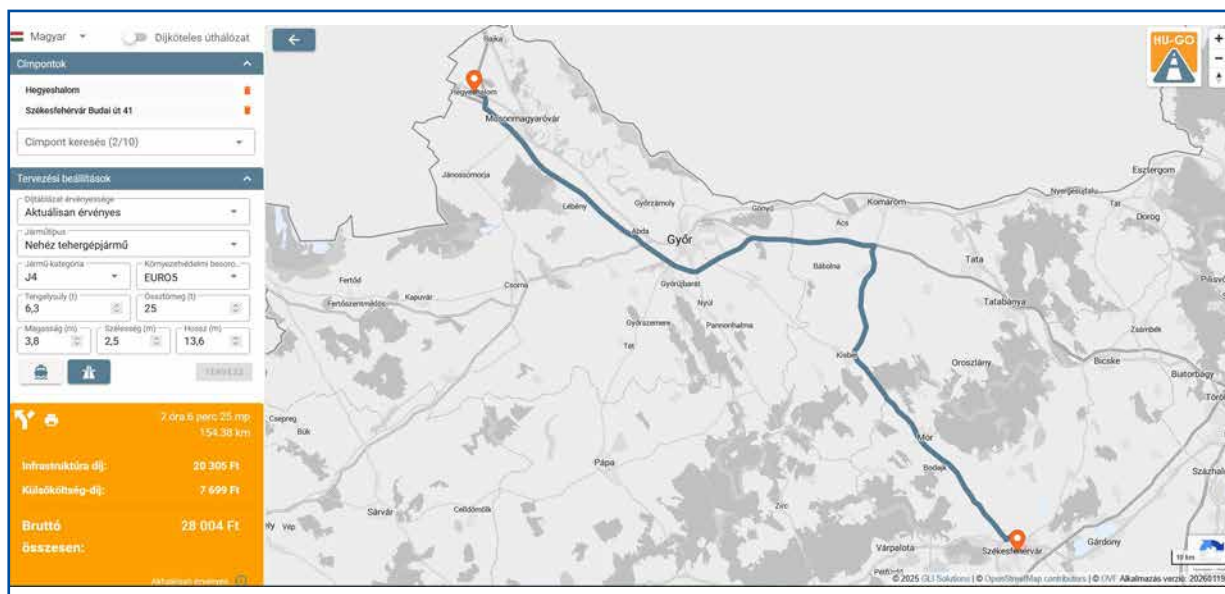 Magyar
Díjköteles úthálózat
Címpontok
Hegyeshalom
Székesfehérvár Budai út 41
Címpont keresés (2/10)
Tervezési beállítások
Díjtáblázat érvényessége
Aktuálisan érvényes
Járműtípus
Nehéz tehergépjármű
Jármű kategória
Környezetvédelmi besoro...
J4
EURO5
Tengelysúly (t)
Össztömeg (t)
6,3
25
Magasság (m)
Szélesség (m)
Hossz (m)
3,8
2,5
13,6
TERVEZÉS
2 óra 6 perc 25 mp
154.38 km
Infrastruktúra díj:
20 305 Ft
Külsőköltség-díj:
7 699 Ft
Bruttó
összesen:
28 004 Ft
Aktuálisan érvényes
HU-GO
+
−
Rajka
Hegyeshalom
Mosonmagyaróvár
Jánossomorja
Lébény
Győrzámoly
Abda
Győr
Gönyű
Ács
Komárom
Nyergesújfalu
Tát
Esztergom
Dorog
Bábolna
Tata
Tatabánya
Fertőd
Fertőszentmiklós
Kapuvár
Csorna
Győrújbarát
Nyúl
Győrszemere
Pannonhalma
Tét
Kisbér
Oroszlány
Zsámbék
Bicske
Biatorbágy
Csepreg
Bük
Pápa
Mór
Bodajk
Zirc
Sárvár
Celldömölk
Vép
Várpalota
Székesfehérvár
Gárdony
10 km
© 2025 GLI Solutions | © OpenStreetMap contributors | © OVF Alkalmazás verzió: 20260119